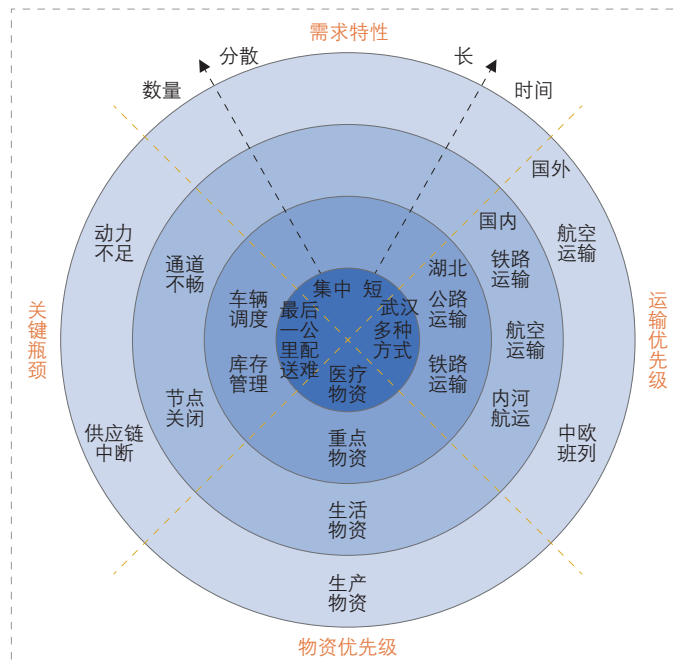 需求特性
分散
长
数量
时间
国外
国内
动力
不足
航空
运输
通道
不畅
铁路
运输
湖北
车辆
调度
集中
短
公路
运输
最后
一公
里配
送难
武汉
多种
方式
关键瓶颈
运输优先级
航空
运输
库存
管理
医疗
物资
铁路
运输
节点
关闭
内河
航运
供应链
中断
重点
物资
中欧
班列
生活
物资
生产
物资
物资优先级